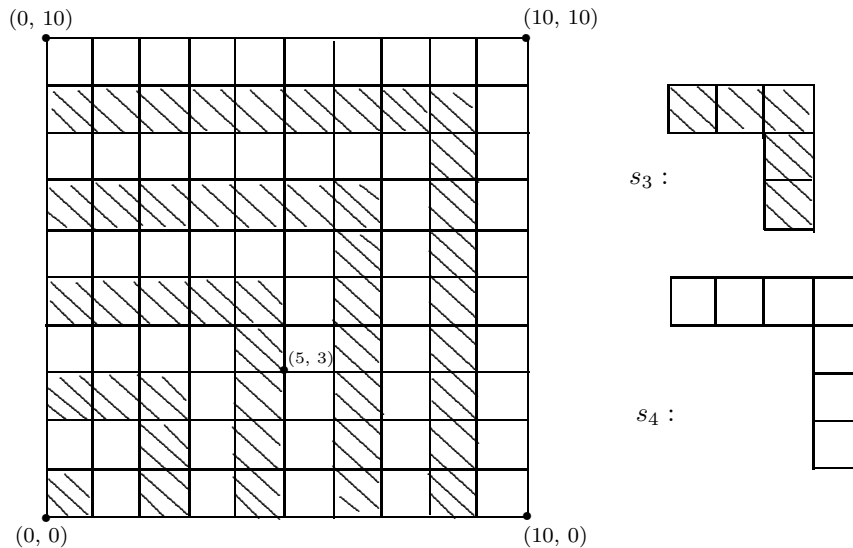 (0, 10)
(10, 10)
s₃ :
(5, 3)
s₄ :
(0, 0)
(10, 0)